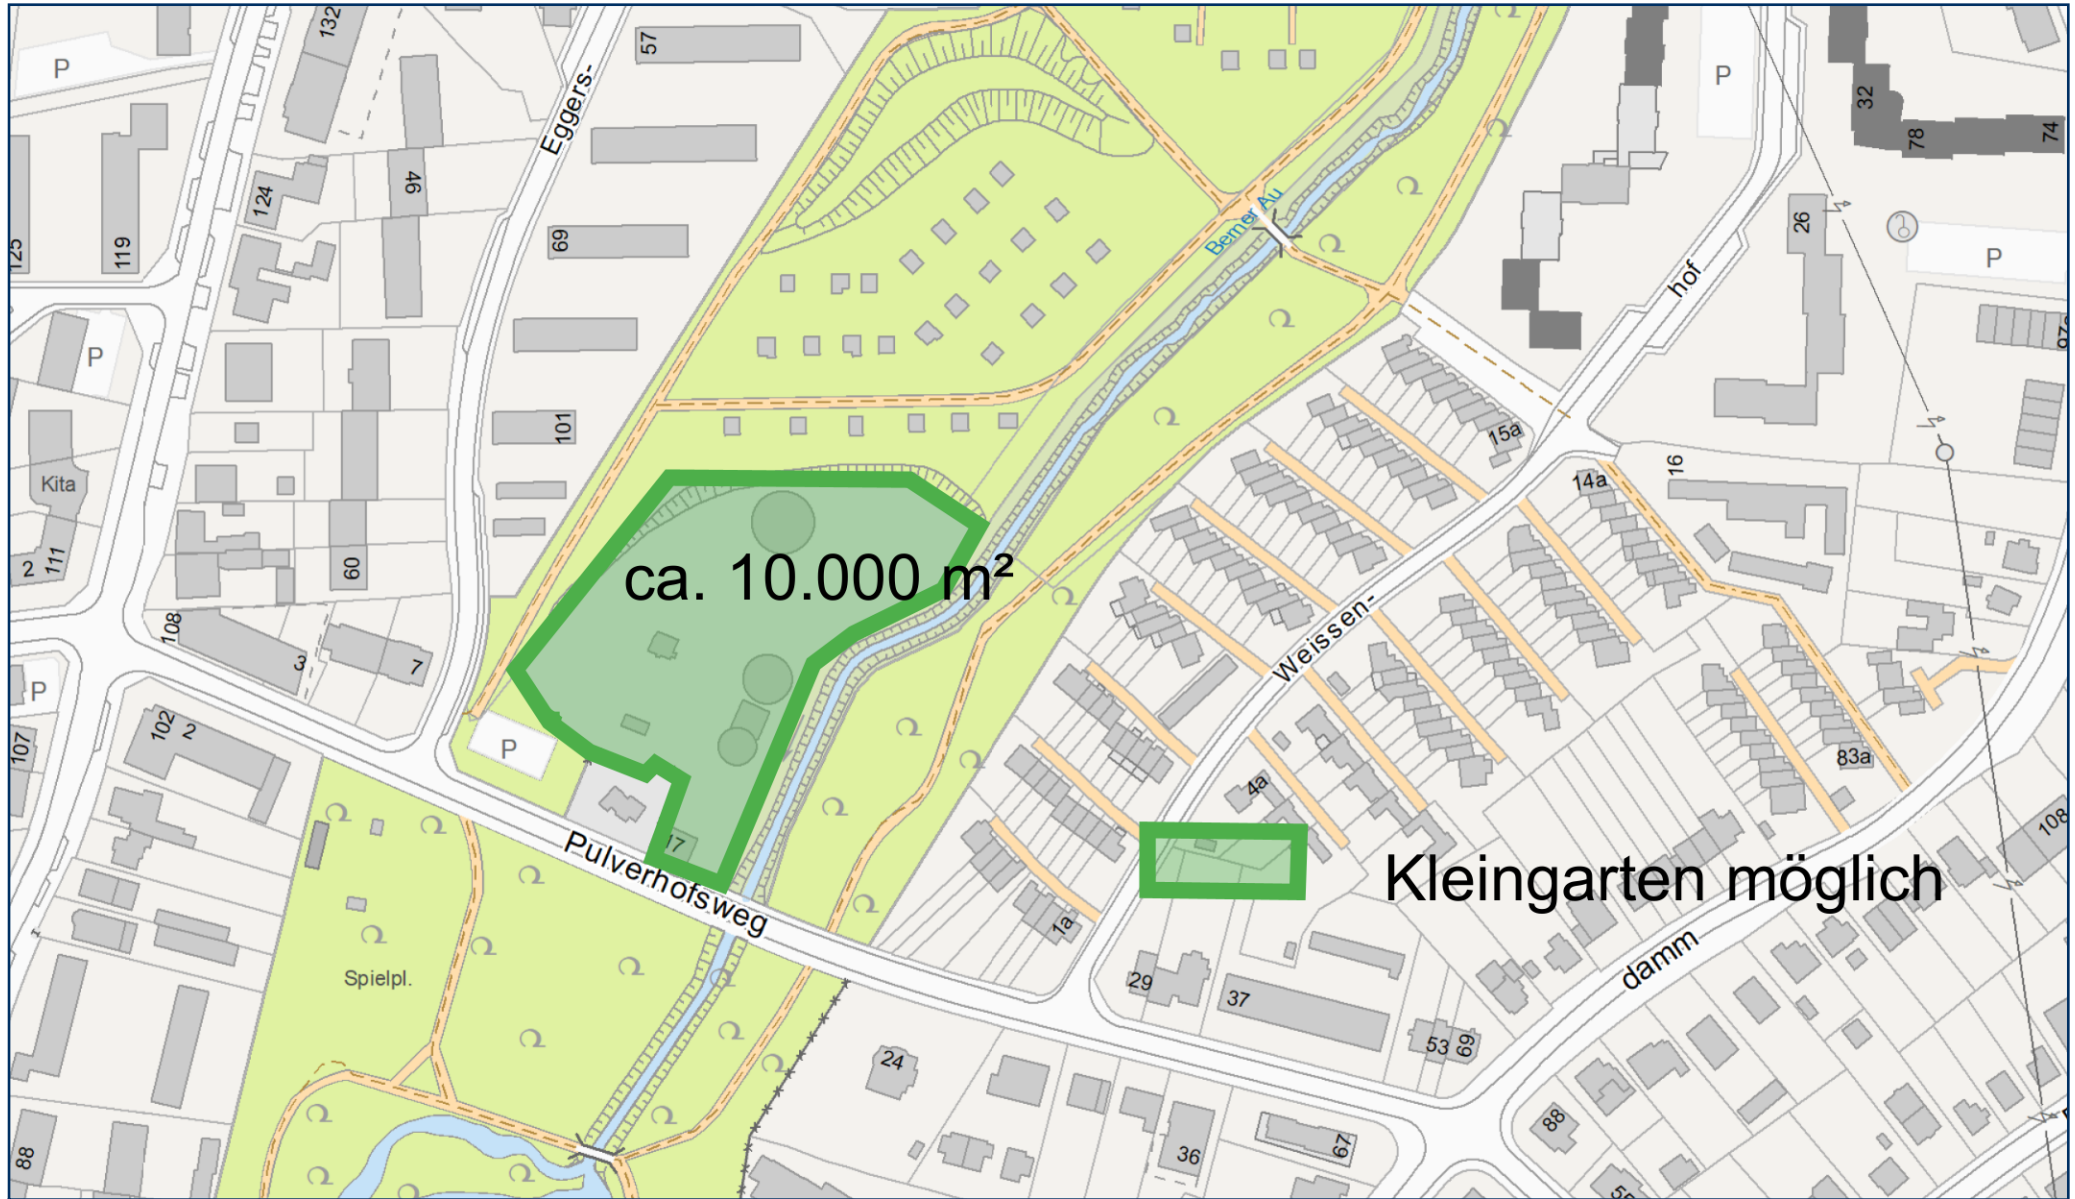 132
57
P
P
Eggers-
32
78
74
46
124
69
Berner Au
26
125
119
hof
P
P
101
15a
Kita
14a
16
2
111
60
ca. 10.000 m²
Weissen-
108
3
7
P
102
2
107
P
83a
4a
17
108
Pulverhofsweg
Kleingarten möglich
1a
damm
Spielpl.
29
37
53
69
24
88
36
67
88